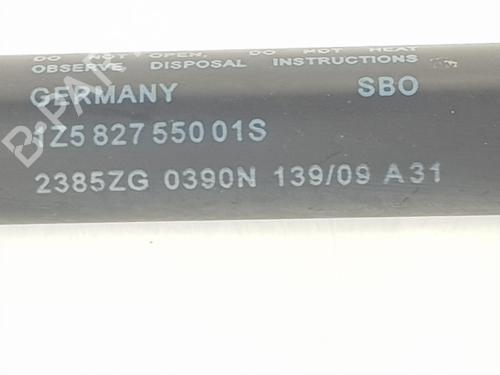 DO NOT OPEN, DO NOT HEAT
OBSERVE DISPOSAL INSTRUCTIONS
GERMANY SBO
1Z5 827 550 01S
2385ZG 0390N 139/09 A31